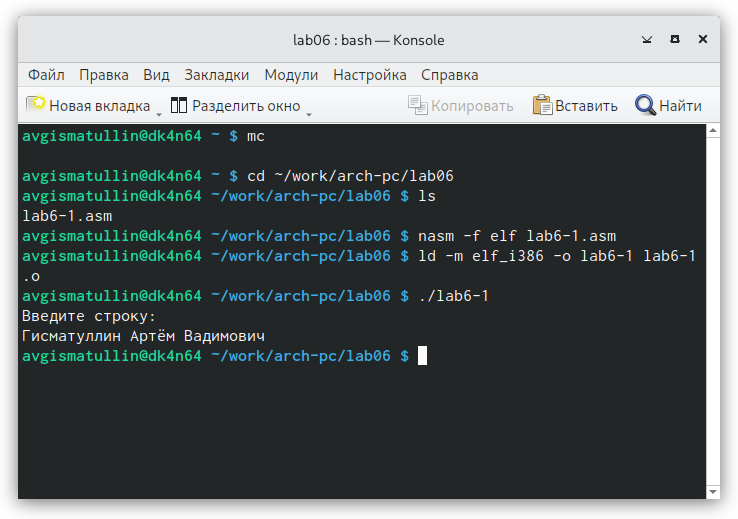 lab06 : bash — Konsole
Файл Правка Вид Закладки Модули Настройка Справка
Новая вкладка Разделить окно Копировать Вставить Найти
avgismatullin@dk4n64 ~ $ mc
avgismatullin@dk4n64 ~ $ cd ~/work/arch-pc/lab06
avgismatullin@dk4n64 ~/work/arch-pc/lab06 $ ls
lab6-1.asm
avgismatullin@dk4n64 ~/work/arch-pc/lab06 $ nasm -f elf lab6-1.asm
avgismatullin@dk4n64 ~/work/arch-pc/lab06 $ ld -m elf_i386 -o lab6-1 lab6-1
.o
avgismatullin@dk4n64 ~/work/arch-pc/lab06 $ ./lab6-1
Введите строку:
Гисматуллин Артём Вадимович
avgismatullin@dk4n64 ~/work/arch-pc/lab06 $